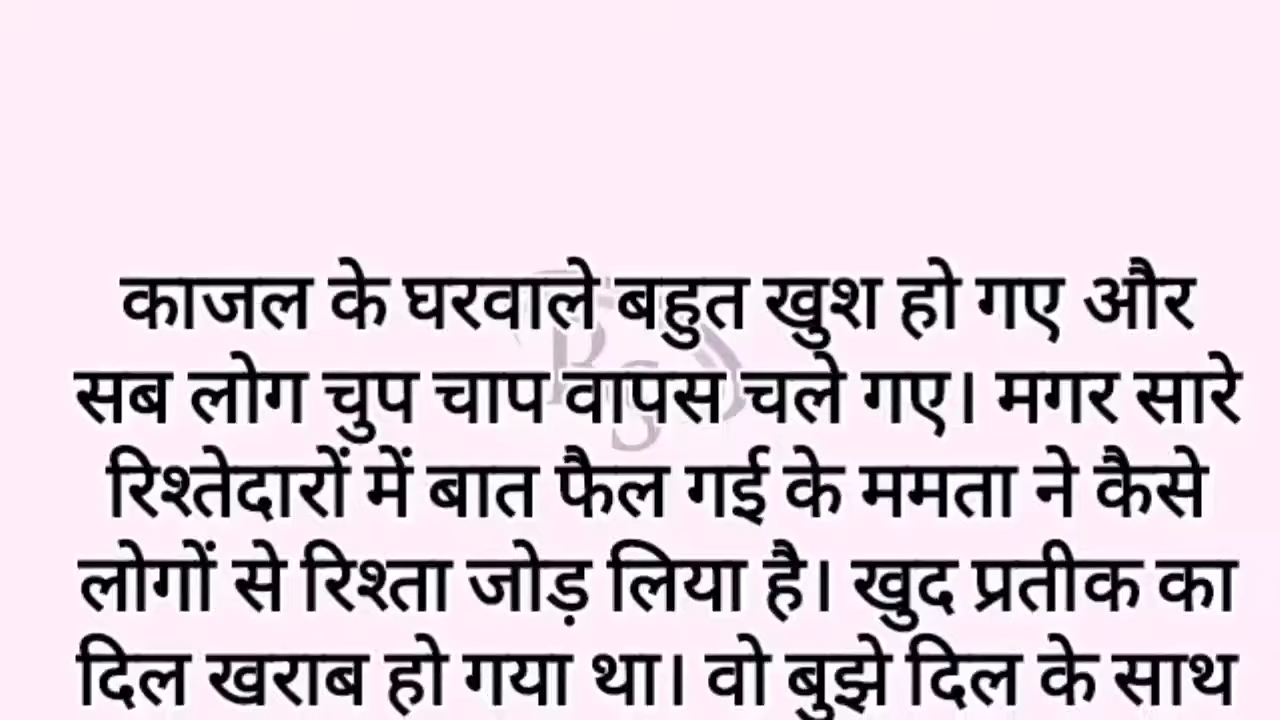 काजल के घरवाले बहुत खुश हो गए और
सब लोग चुप चाप वापस चले गए। मगर सारे
रिश्तेदारों में बात फैल गई के ममता ने कैसे
लोगों से रिश्ता जोड़ लिया है। खुद प्रतीक का
दिल खराब हो गया था। वो बुझे दिल के साथ